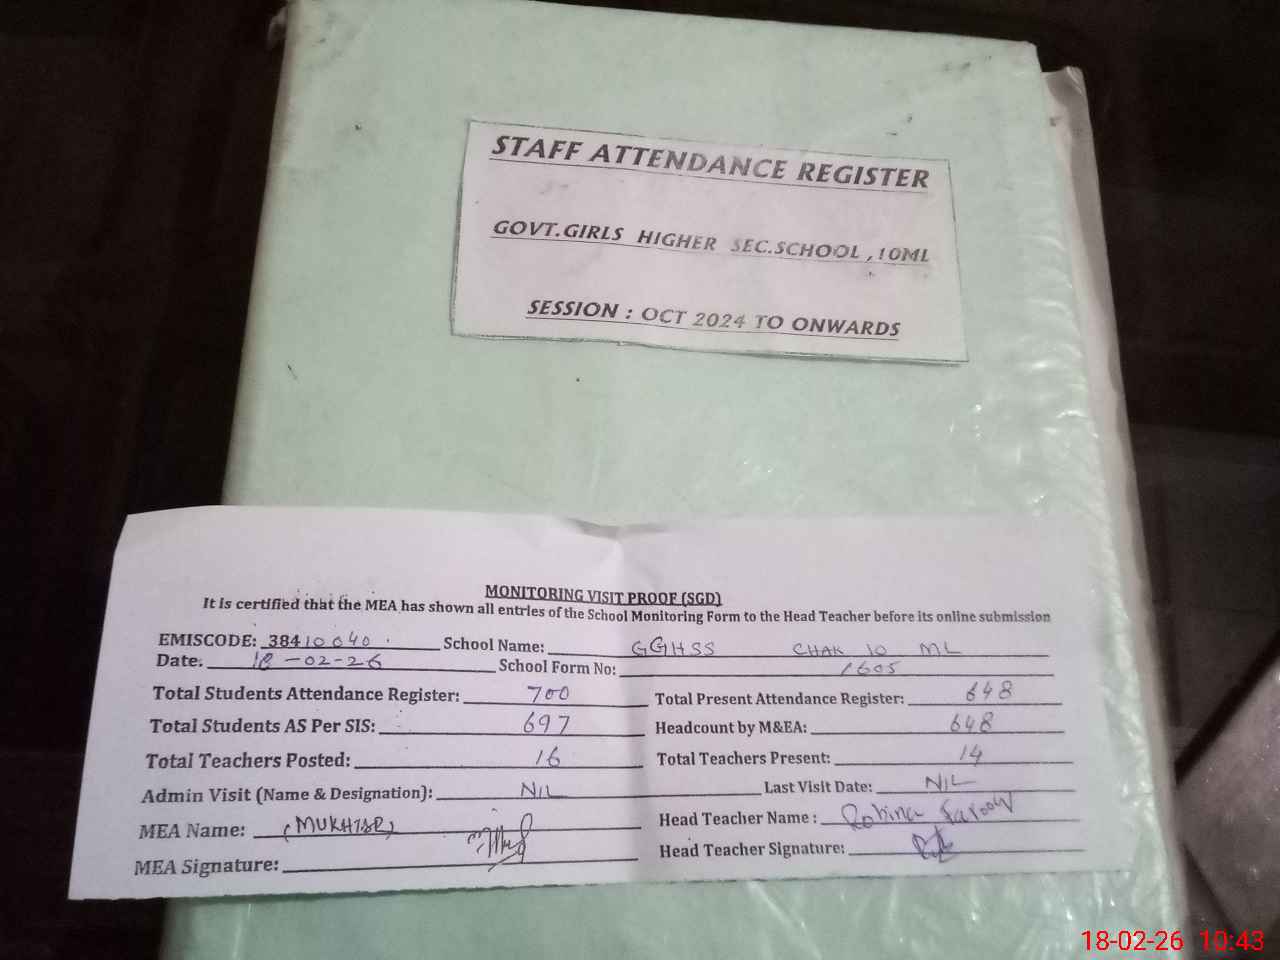 STAFF ATTENDANCE REGISTER
GOVT.GIRLS HIGHER SEC.SCHOOL ,10ML
SESSION : OCT 2024 TO ONWARDS
MONITORING VISIT PROOF (SGD)
It is certified that the MEA has shown all entries of the School Monitoring Form to the Head Teacher before its online submission
EMISCODE: 38410040 School Name: GGHSS CHAK 10 ML
Date: 18-02-26 School Form No: 1605
Total Students Attendance Register: 700 Total Present Attendance Register: 648
Total Students AS Per SIS: 697 Headcount by M&EA: 648
Total Teachers Posted: 16 Total Teachers Present: 14
Admin Visit (Name & Designation): NIL Last Visit Date: NIL
MEA Name: (MUKHTAR) Head Teacher Name : Robina Farooq
MEA Signature: Head Teacher Signature:
18-02-26 10:43